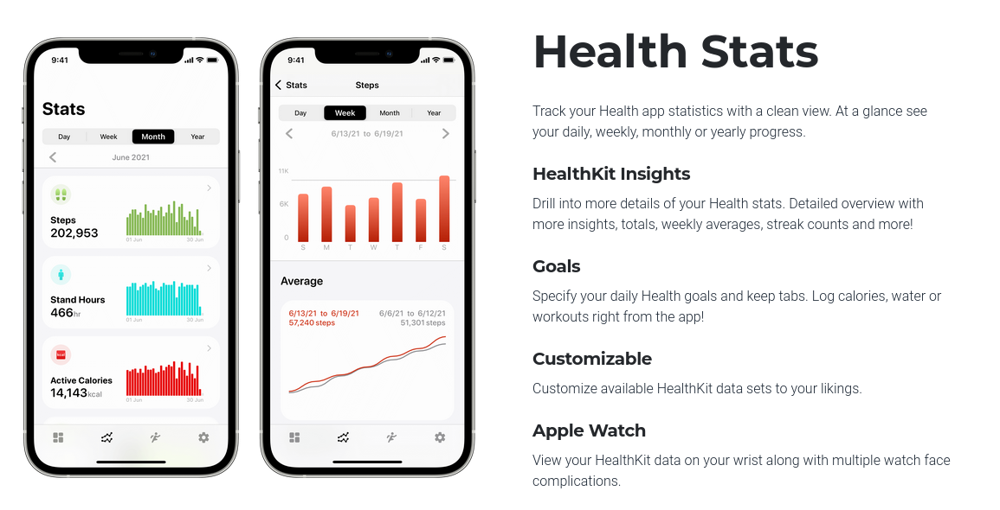 9:41
Stats
Day Week Month Year
June 2021
Steps
202,953
01 Jun 30 Jun
Stand Hours
466hr
01 Jun 30 Jun
kcal
Active Calories
14,143kcal
01 Jun 30 Jun
9:41
Stats Steps
Day Week Month Year
6/13/21 to 6/19/21
11K
6K
0
S M T W T F S
Average
6/13/21 to 6/19/21 6/6/21 to 6/12/21
57,240 steps 51,301 steps
Health Stats
Track your Health app statistics with a clean view. At a glance see
your daily, weekly, monthly or yearly progress.
HealthKit Insights
Drill into more details of your Health stats. Detailed overview with
more insights, totals, weekly averages, streak counts and more!
Goals
Specify your daily Health goals and keep tabs. Log calories, water or
workouts right from the app!
Customizable
Customize available HealthKit data sets to your likings.
Apple Watch
View your HealthKit data on your wrist along with multiple watch face
complications.